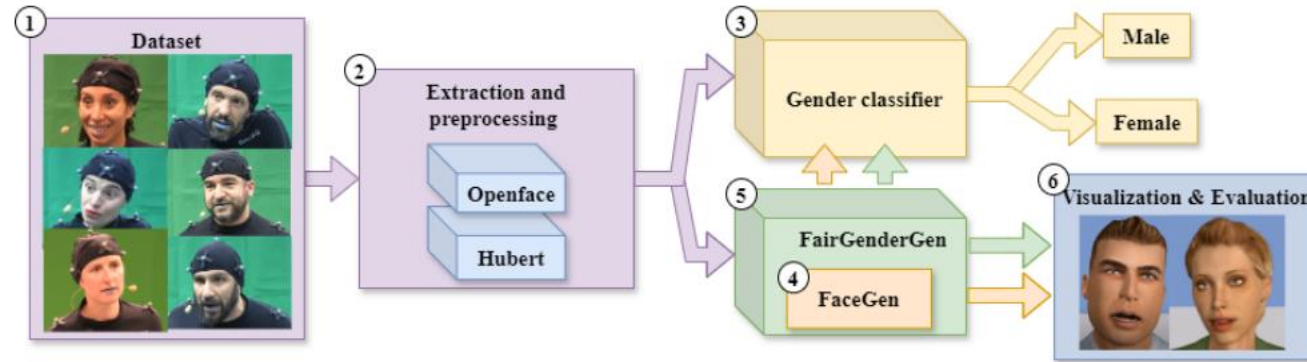 1
Dataset
2
Extraction and
preprocessing
Openface
Hubert
3
Gender classifier
Male
Female
5
FairGenderGen
4
FaceGen
6
Visualization & Evaluation